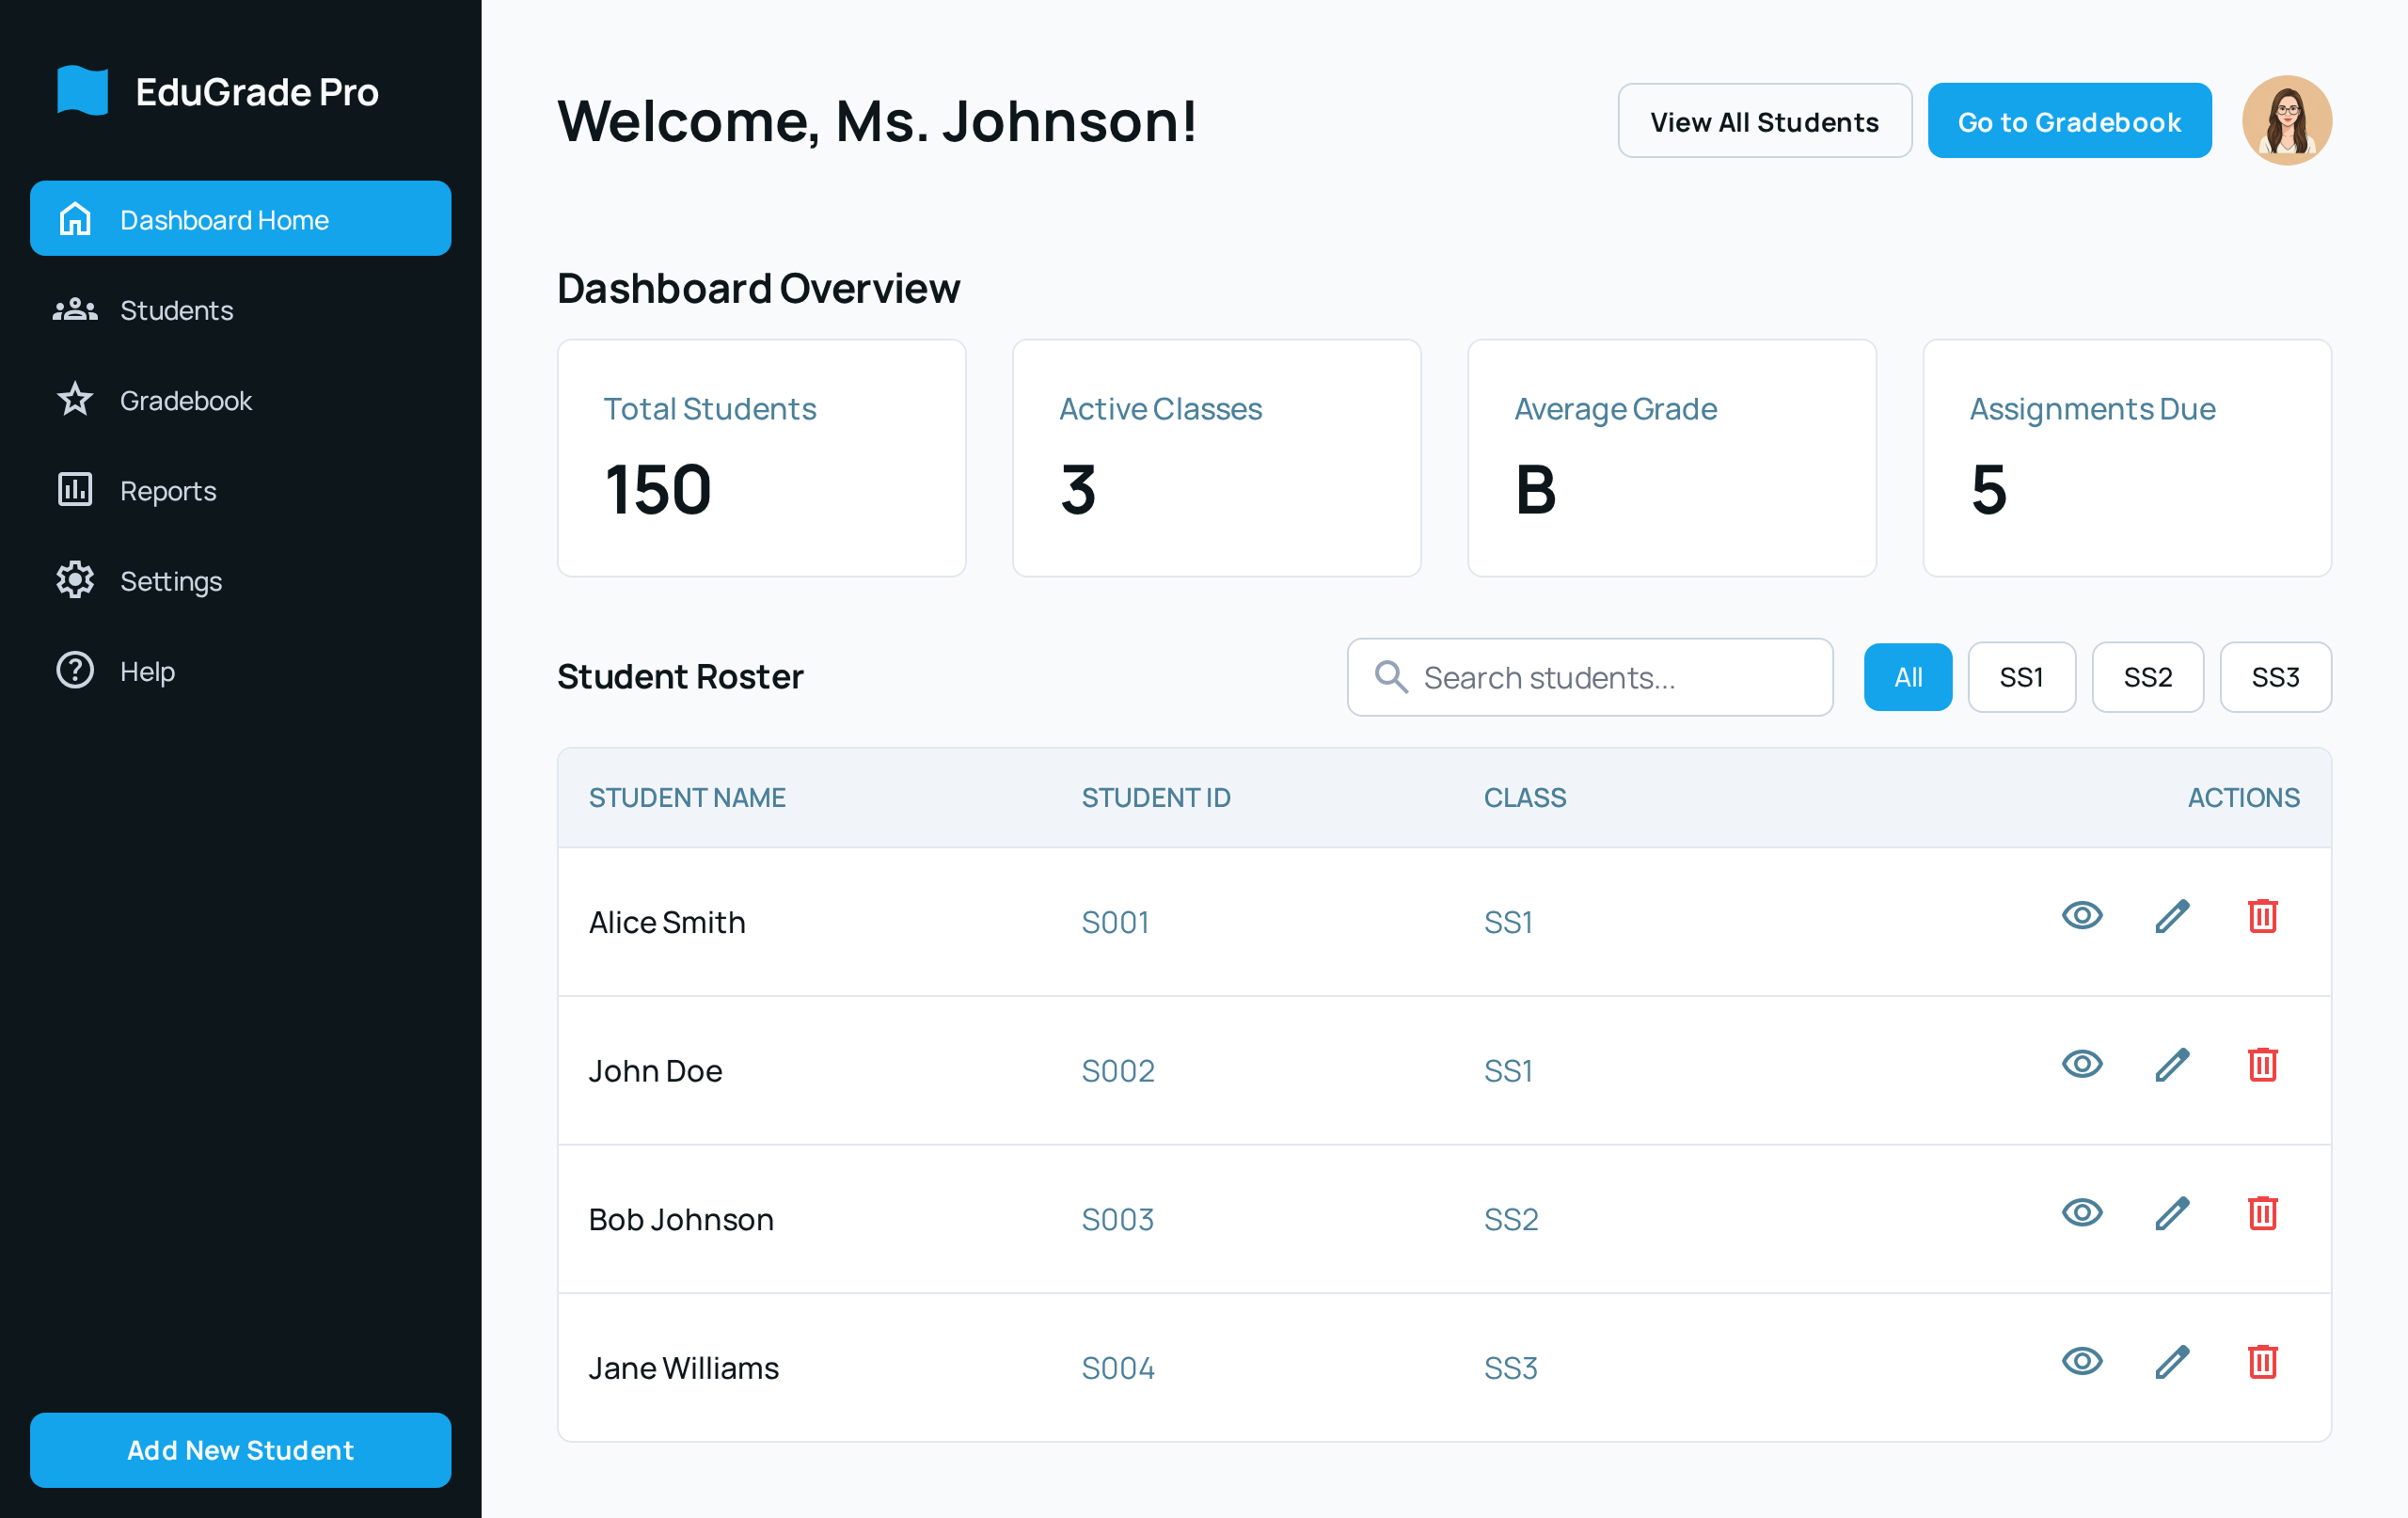 EduGrade Pro
Dashboard Home
Students
Gradebook
Reports
Settings
Help
Add New Student
Welcome, Ms. Johnson!
View All Students
Go to Gradebook
Dashboard Overview
Total Students
150
Active Classes
3
Average Grade
B
Assignments Due
5
Student Roster
Search students...
All
SS1
SS2
SS3
STUDENT NAME STUDENT ID CLASS ACTIONS
Alice Smith S001 SS1
John Doe S002 SS1
Bob Johnson S003 SS2
Jane Williams S004 SS3